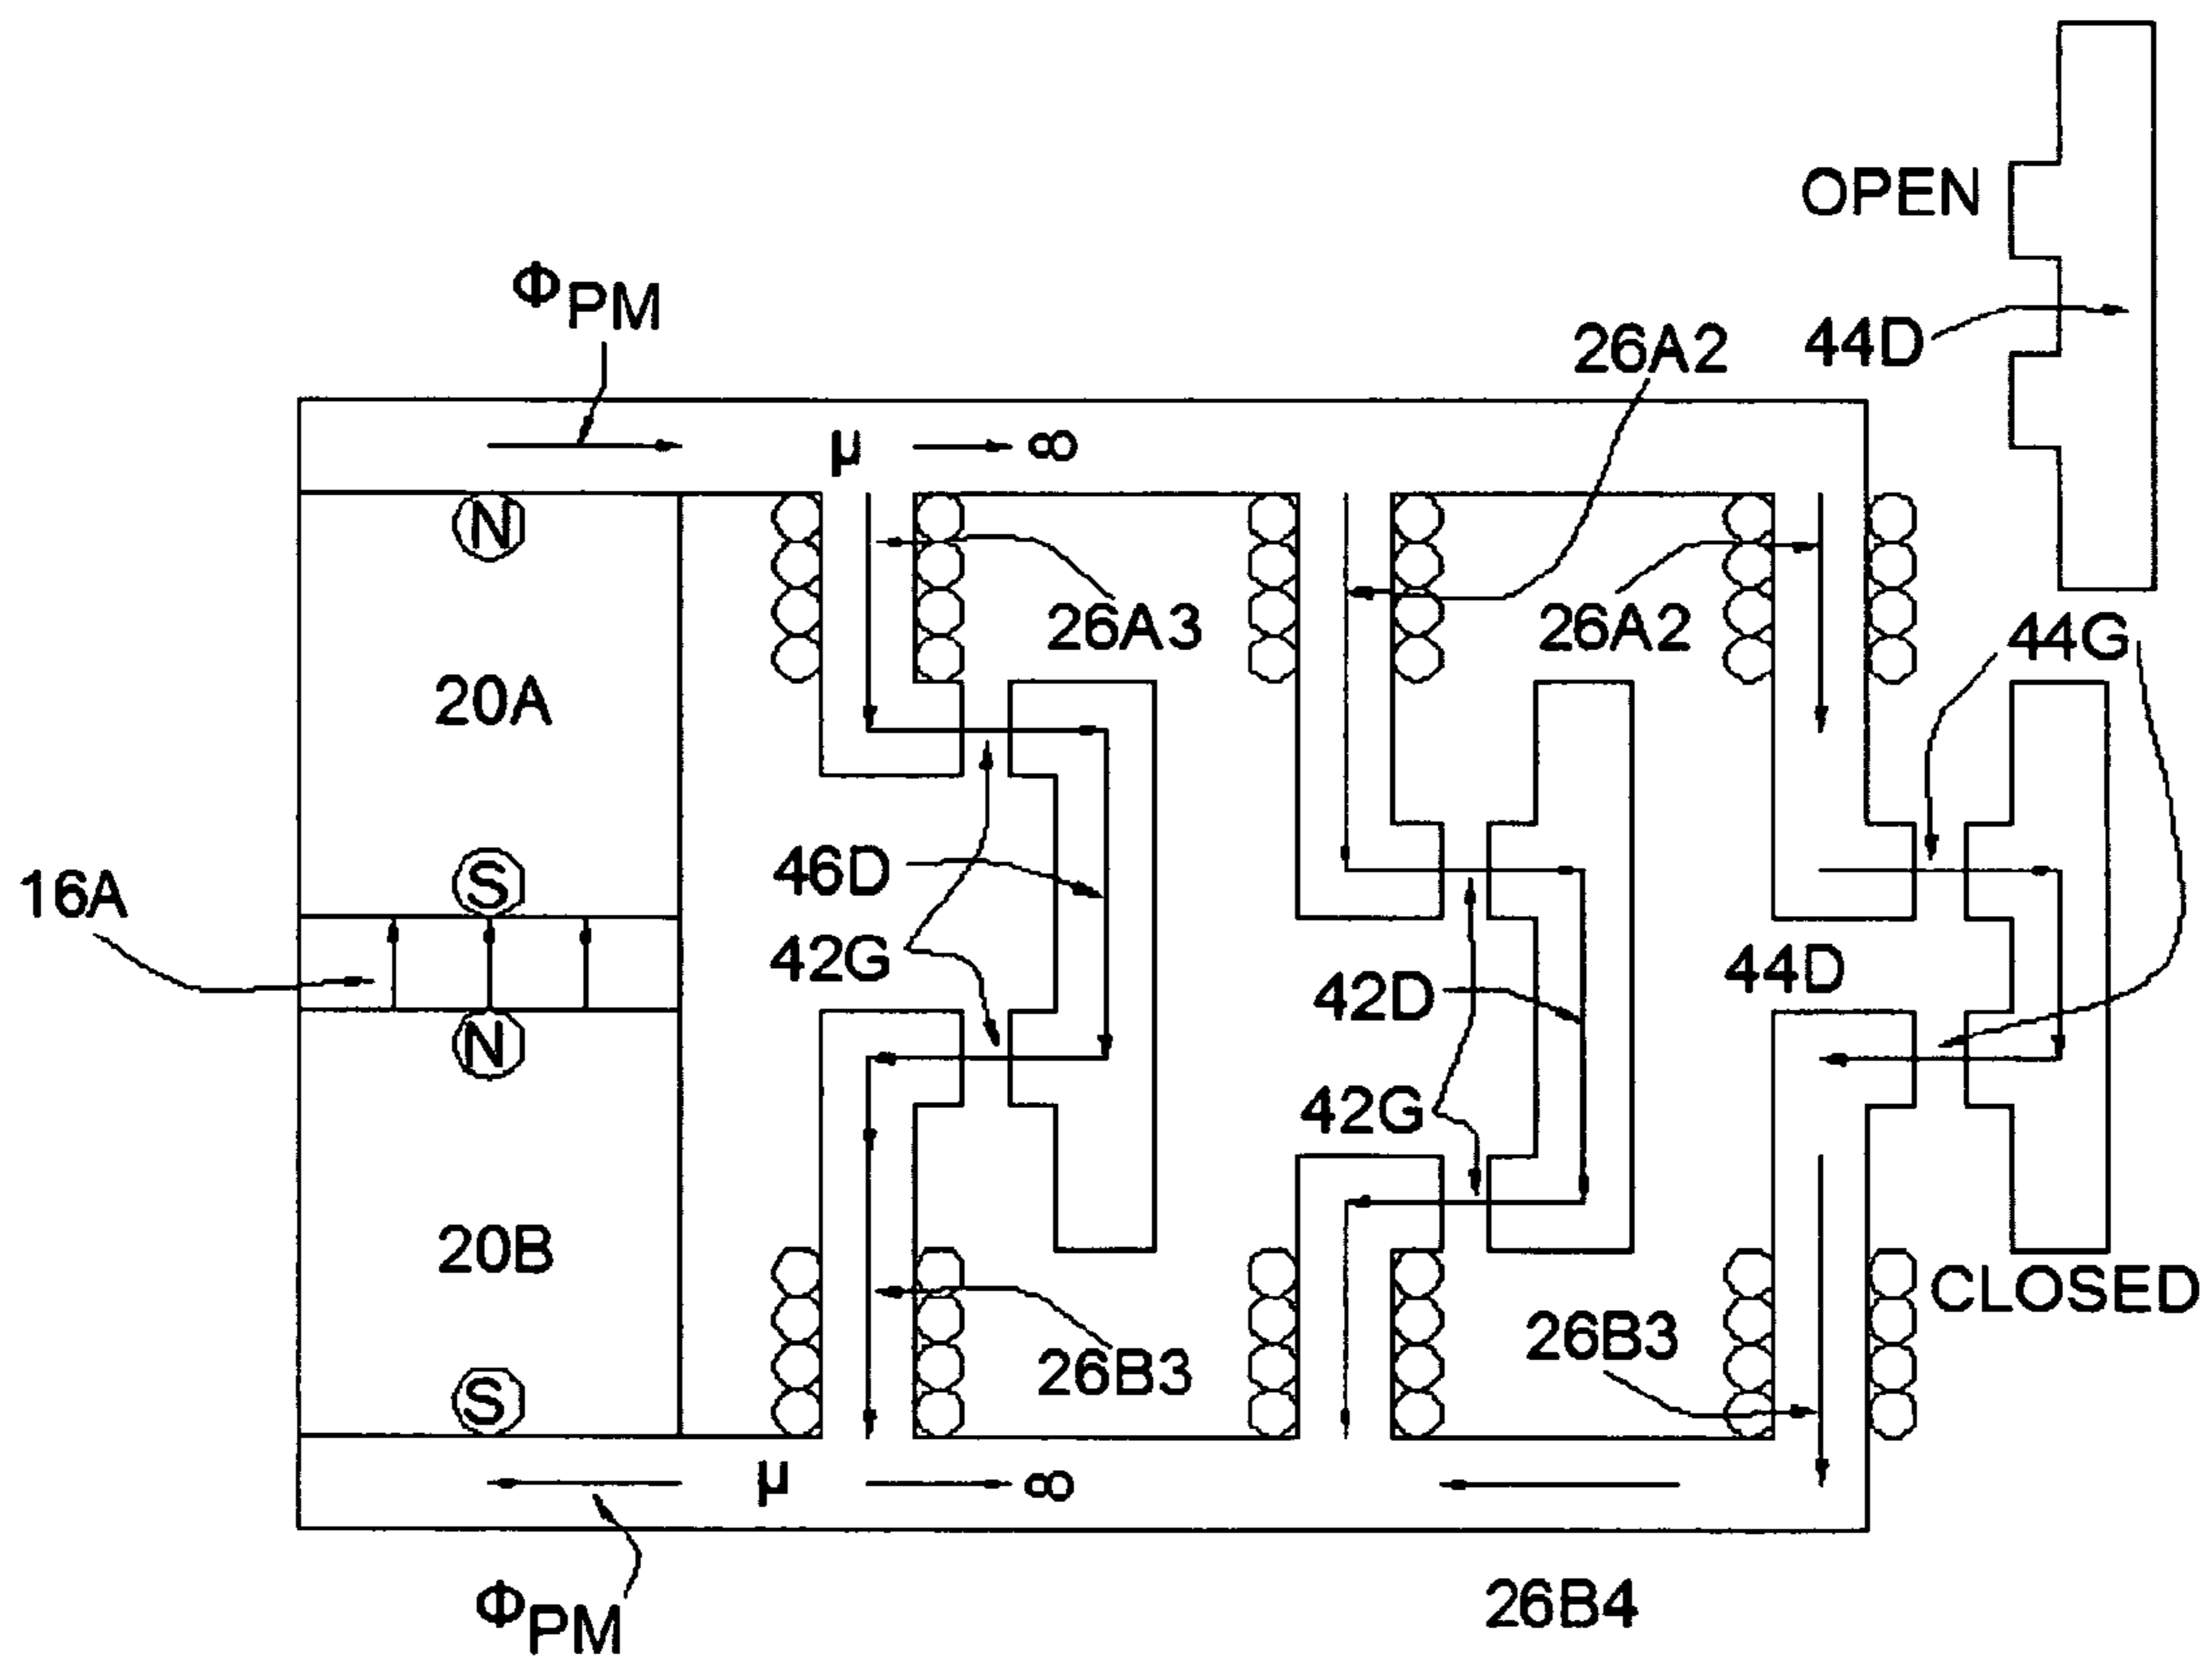 OPEN
ΦPM
26A2
44D
μ → ∞
N
26A3
26A2
44G
20A
46D
S
16A
42G
42D
44D
N
42G
20B
CLOSED
26B3
26B3
S
μ → ∞
ΦPM
26B4